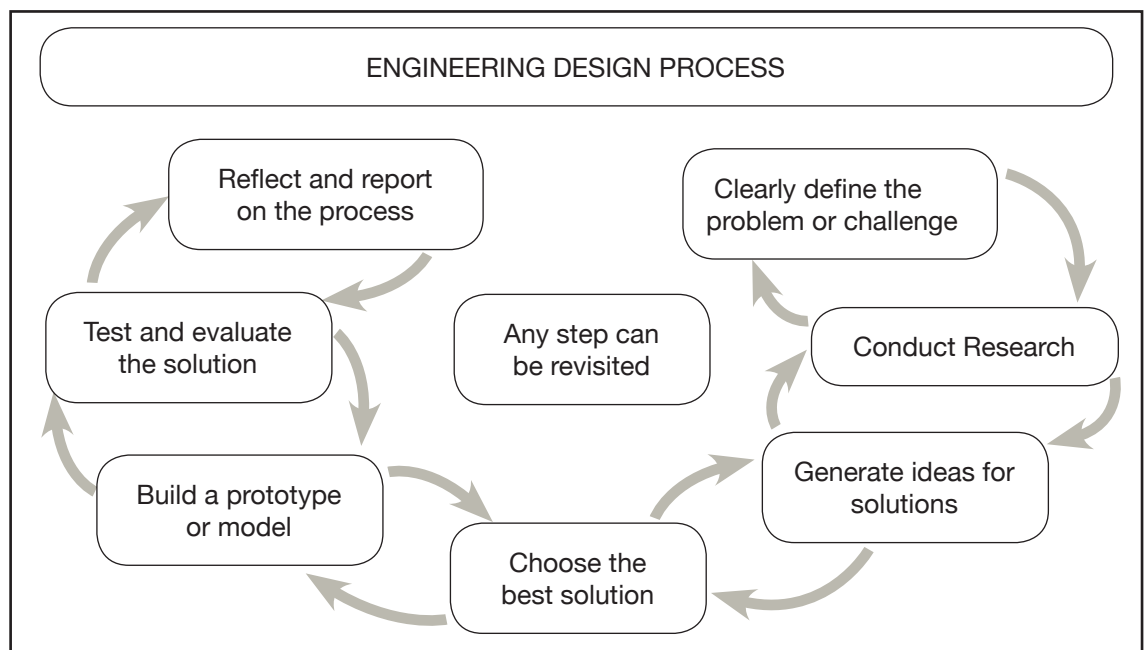 ENGINEERING DESIGN PROCESS
Clearly define the
problem or challenge
Conduct Research
Generate ideas for
solutions
Choose the
best solution
Build a prototype
or model
Test and evaluate
the solution
Reflect and report
on the process
Any step can
be revisited